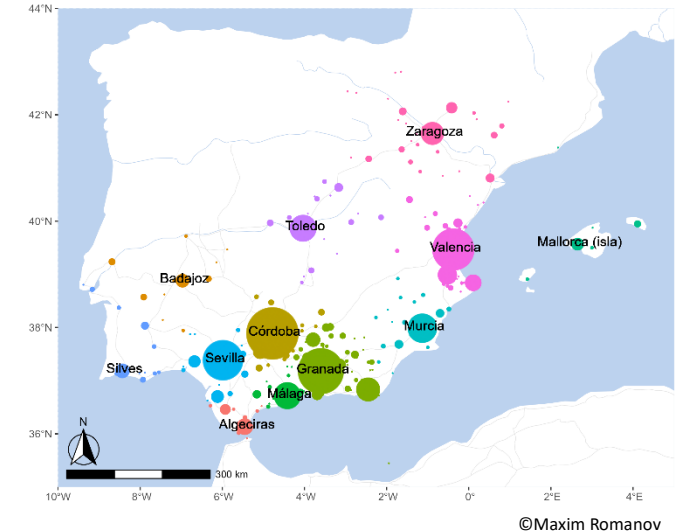 44°N
42°N
Zaragoza
40°N
Toledo
Valencia
Mallorca (isla)
Badajoz
38°N
Córdoba
Murcia
Sevilla
Silves
Granada
Málaga
Algeciras
36°N
N
300 km
10°W 8°W 6°W 4°W 2°W 0° 2°E 4°E
©Maxim Romanov